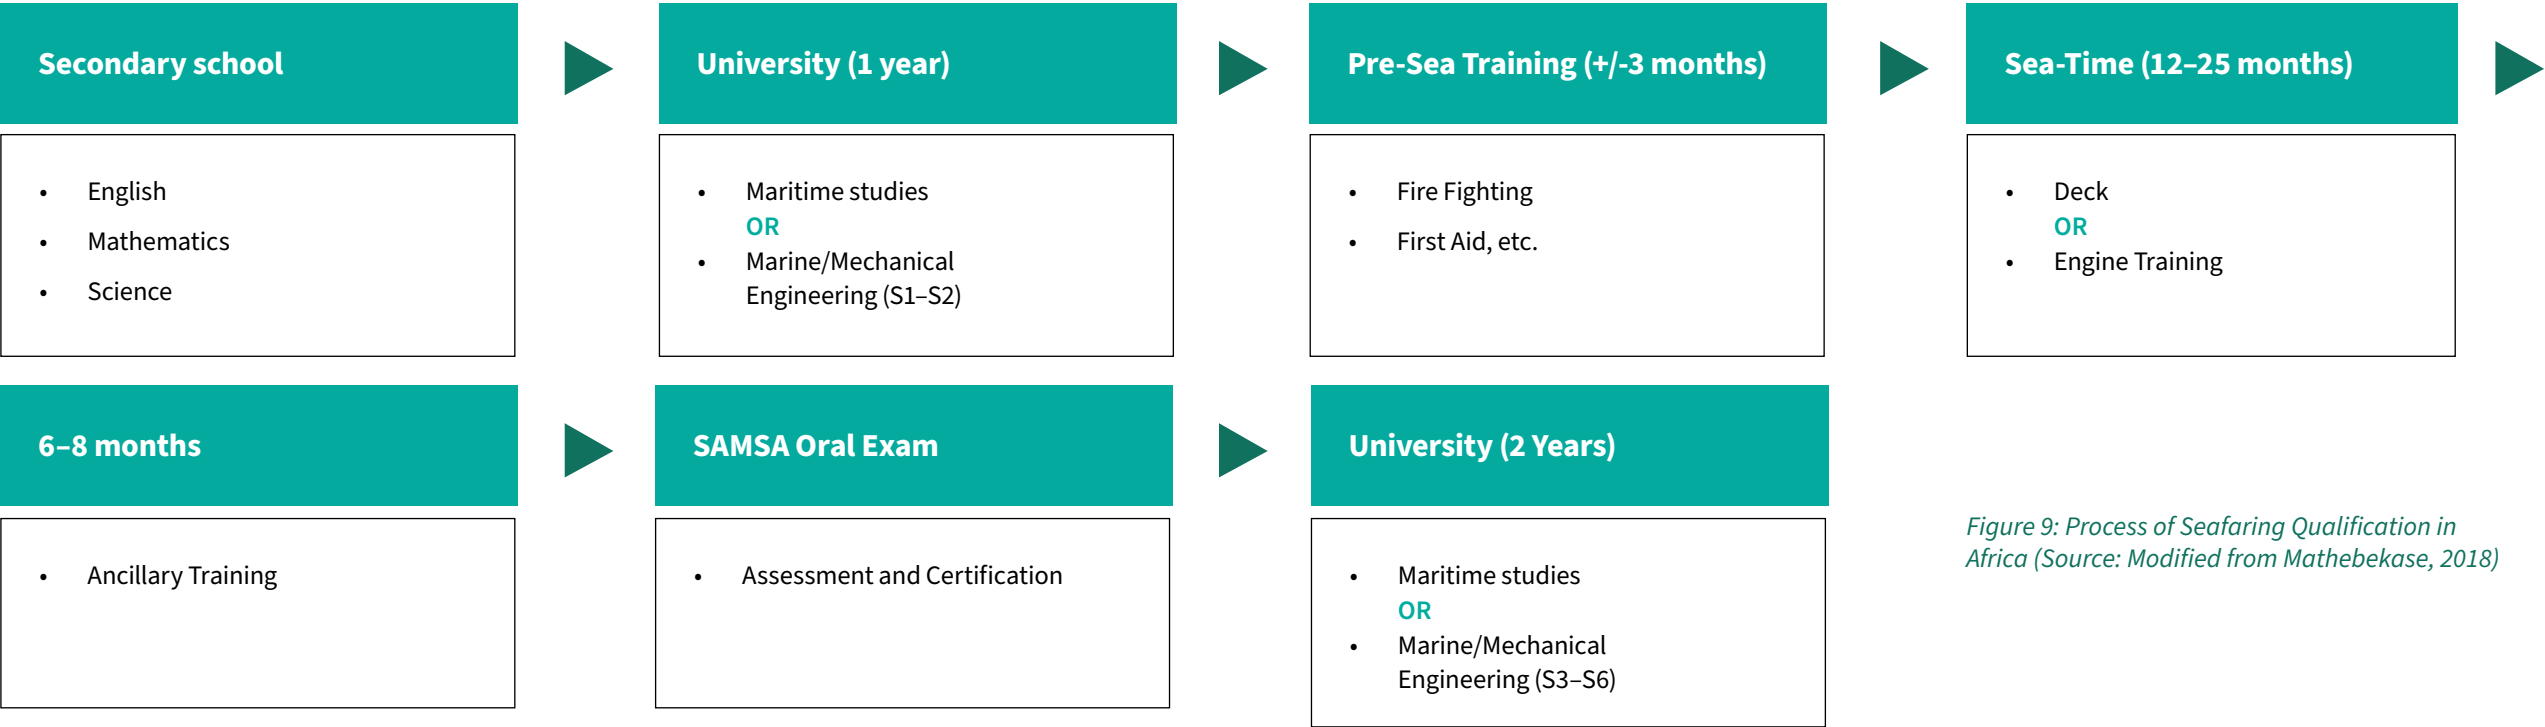 Secondary school
• English
• Mathematics
• Science
University (1 year)
• Maritime studies
OR
• Marine/Mechanical
Engineering (S1–S2)
Pre-Sea Training (+/-3 months)
• Fire Fighting
• First Aid, etc.
Sea-Time (12–25 months)
• Deck
OR
• Engine Training
6–8 months
• Ancillary Training
SAMSA Oral Exam
• Assessment and Certification
University (2 Years)
• Maritime studies
OR
• Marine/Mechanical
Engineering (S3–S6)
Figure 9: Process of Seafaring Qualification in
Africa (Source: Modified from Mathebekase, 2018)